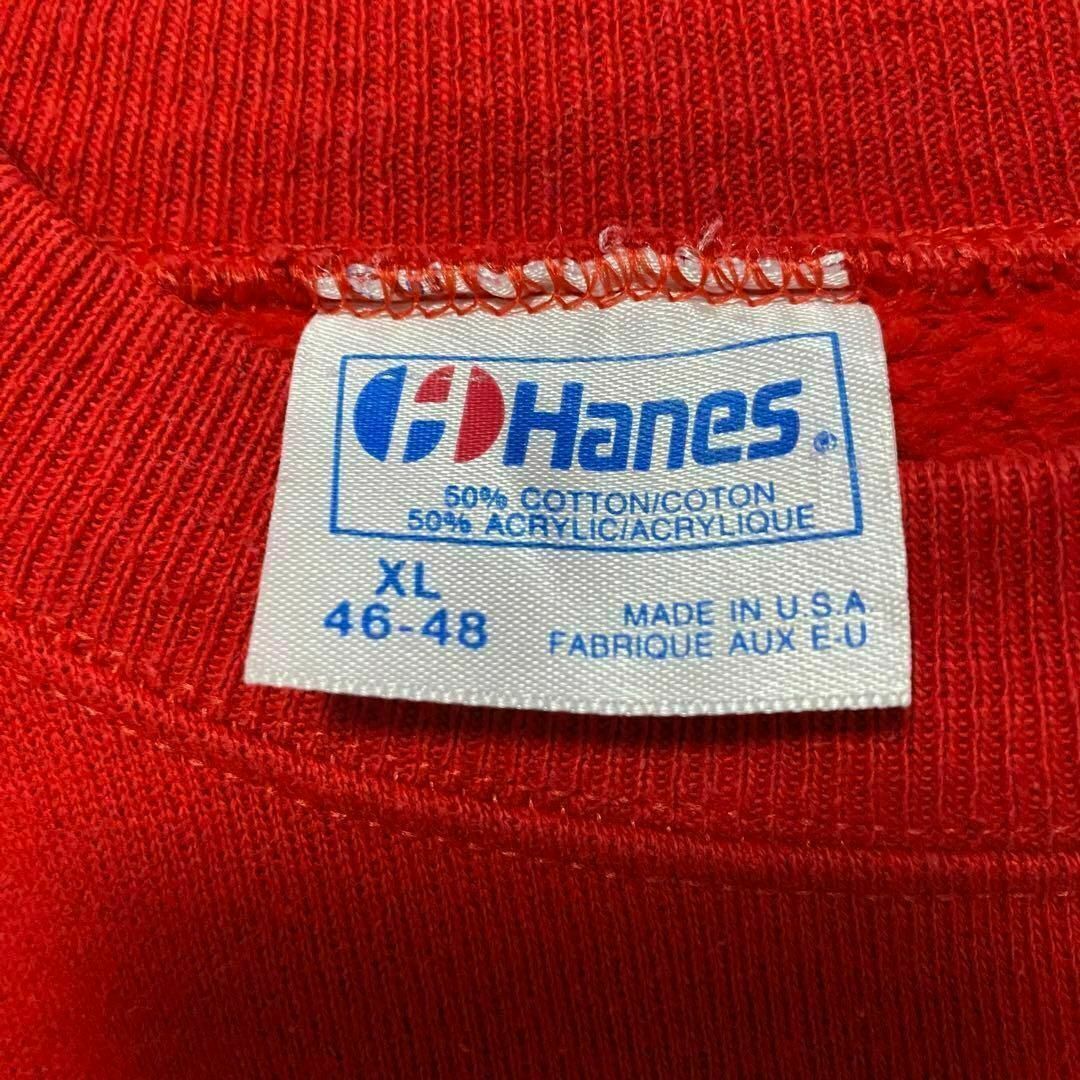 Hanes®
50% COTTON/COTON
50% ACRYLIC/ACRYLIQUE
XL
46-48
MADE IN U.S.A
FABRIQUE AUX E-U